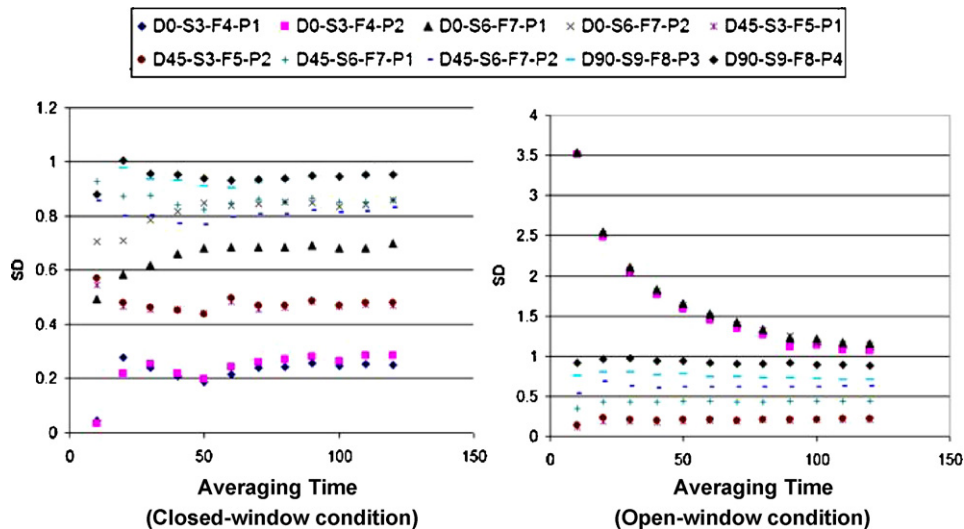 D0-S3-F4-P1 D0-S3-F4-P2 D0-S6-F7-P1 D0-S6-F7-P2 D45-S3-F5-P1
D45-S3-F5-P2 D45-S6-F7-P1 D45-S6-F7-P2 D90-S9-F8-P3 D90-S9-F8-P4
SD
1.2
1
0.8
0.6
0.4
0.2
0
0 50 100 150
Averaging Time
(Closed-window condition)
SD
4
3.5
3
2.5
2
1.5
1
0.5
0
0 50 100 150
Averaging Time
(Open-window condition)